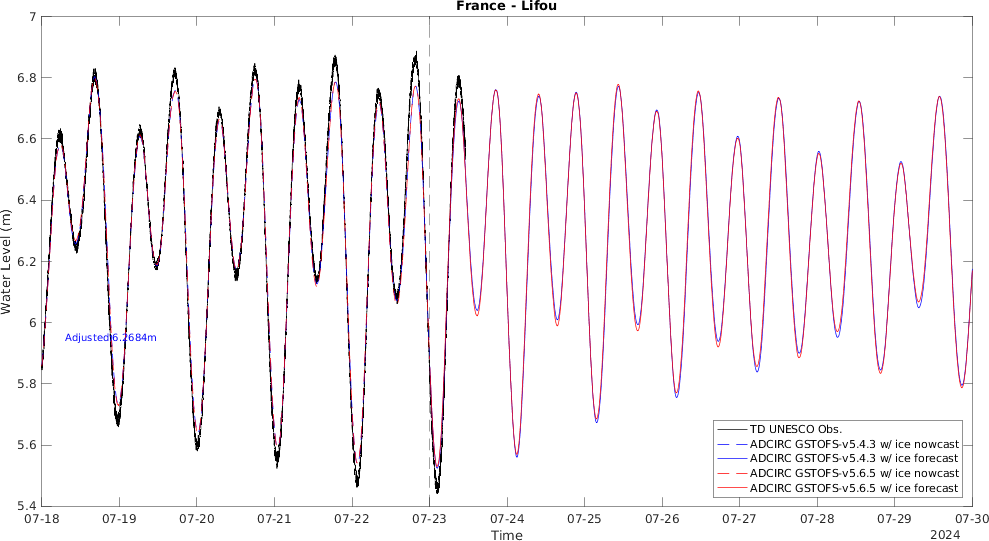 France - Lifou
7
6.8
6.6
6.4
6.2
6
5.8
5.6
5.4
Water Level (m)
Adjusted 6.2684m
TD UNESCO Obs.
ADCIRC GSTOFS-v5.4.3 w/ ice nowcast
ADCIRC GSTOFS-v5.4.3 w/ ice forecast
ADCIRC GSTOFS-v5.6.5 w/ ice nowcast
ADCIRC GSTOFS-v5.6.5 w/ ice forecast
07-18 07-19 07-20 07-21 07-22 07-23 07-24 07-25 07-26 07-27 07-28 07-29 07-30
Time
2024